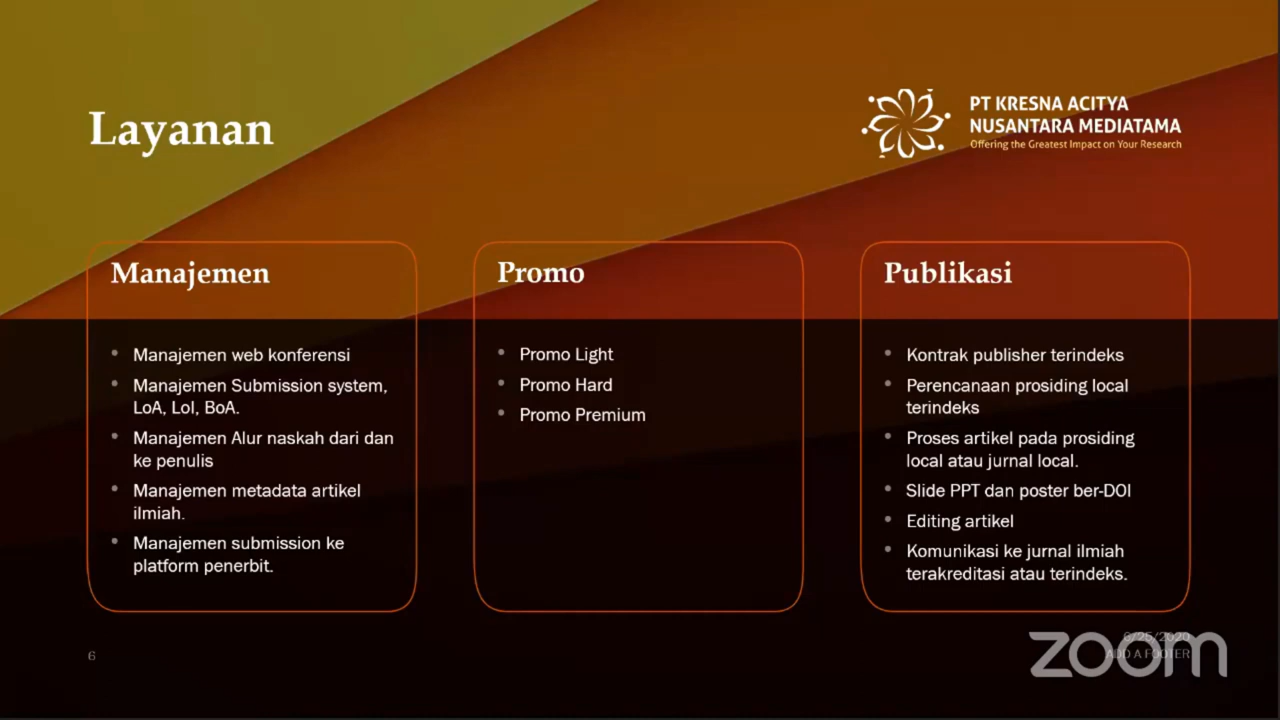 Layanan
PT KRESNA ACITYA
NUSANTARA MEDIATAMA
Offering the Greatest Impact on Your Research
Manajemen
Manajemen web konferensi
Manajemen Submission system,
LoA, LoI, BoA.
Manajemen Alur naskah dari dan
ke penulis
Manajemen metadata artikel
ilmiah.
Manajemen submission ke
platform penerbit.
Promo
Promo Light
Promo Hard
Promo Premium
Publikasi
Kontrak publisher terindeks
Perencanaan prosiding local
terindeks
Proses artikel pada prosiding
local atau jurnal local.
Slide PPT dan poster ber-DOI
Editing artikel
Komunikasi ke jurnal ilmiah
terakreditasi atau terindeks.
6
6/25/2020
ADD A FOOTER
zoom